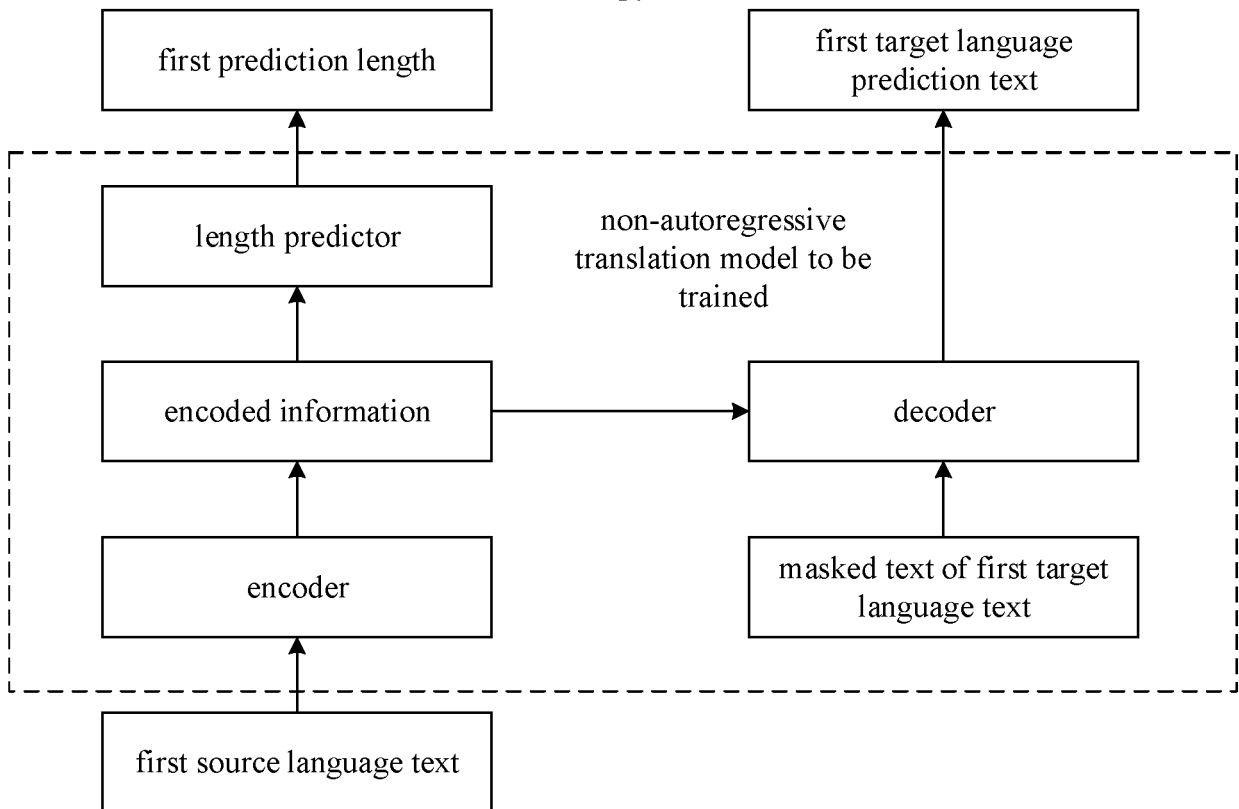 first prediction length
first target language
prediction text
length predictor
non-autoregressive
translation model to be
trained
encoded information
decoder
encoder
masked text of first target
language text
first source language text